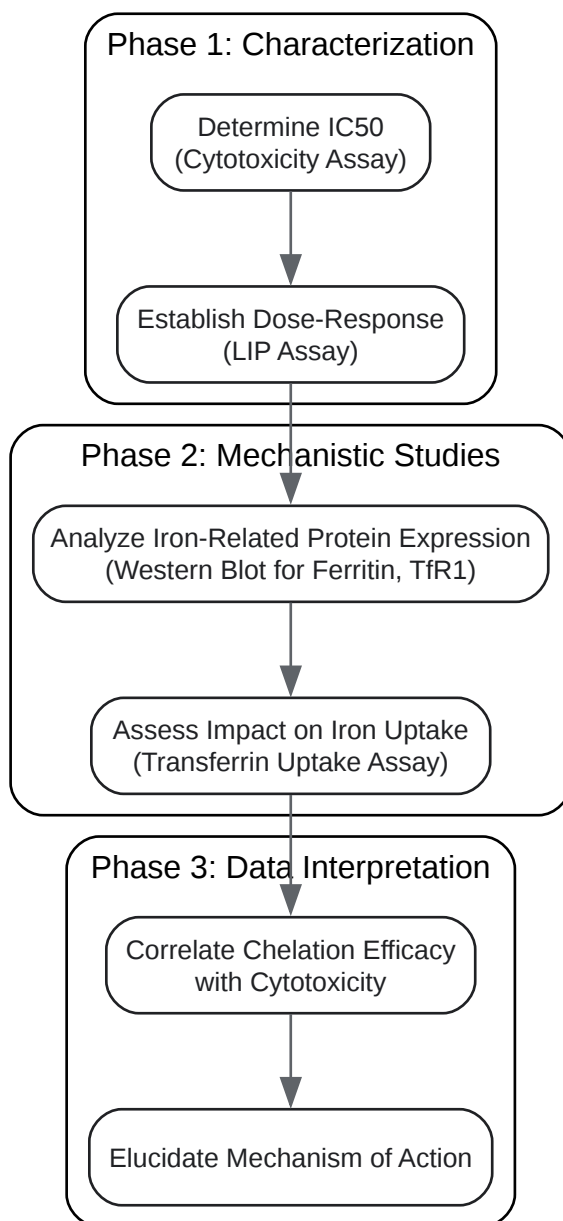 Phase 1: Characterization
Determine IC50
(Cytotoxicity Assay)
Establish Dose-Response
(LIP Assay)
Phase 2: Mechanistic Studies
Analyze Iron-Related Protein Expression
(Western Blot for Ferritin, TfR1)
Assess Impact on Iron Uptake
(Transferrin Uptake Assay)
Phase 3: Data Interpretation
Correlate Chelation Efficacy
with Cytotoxicity
Elucidate Mechanism of Action